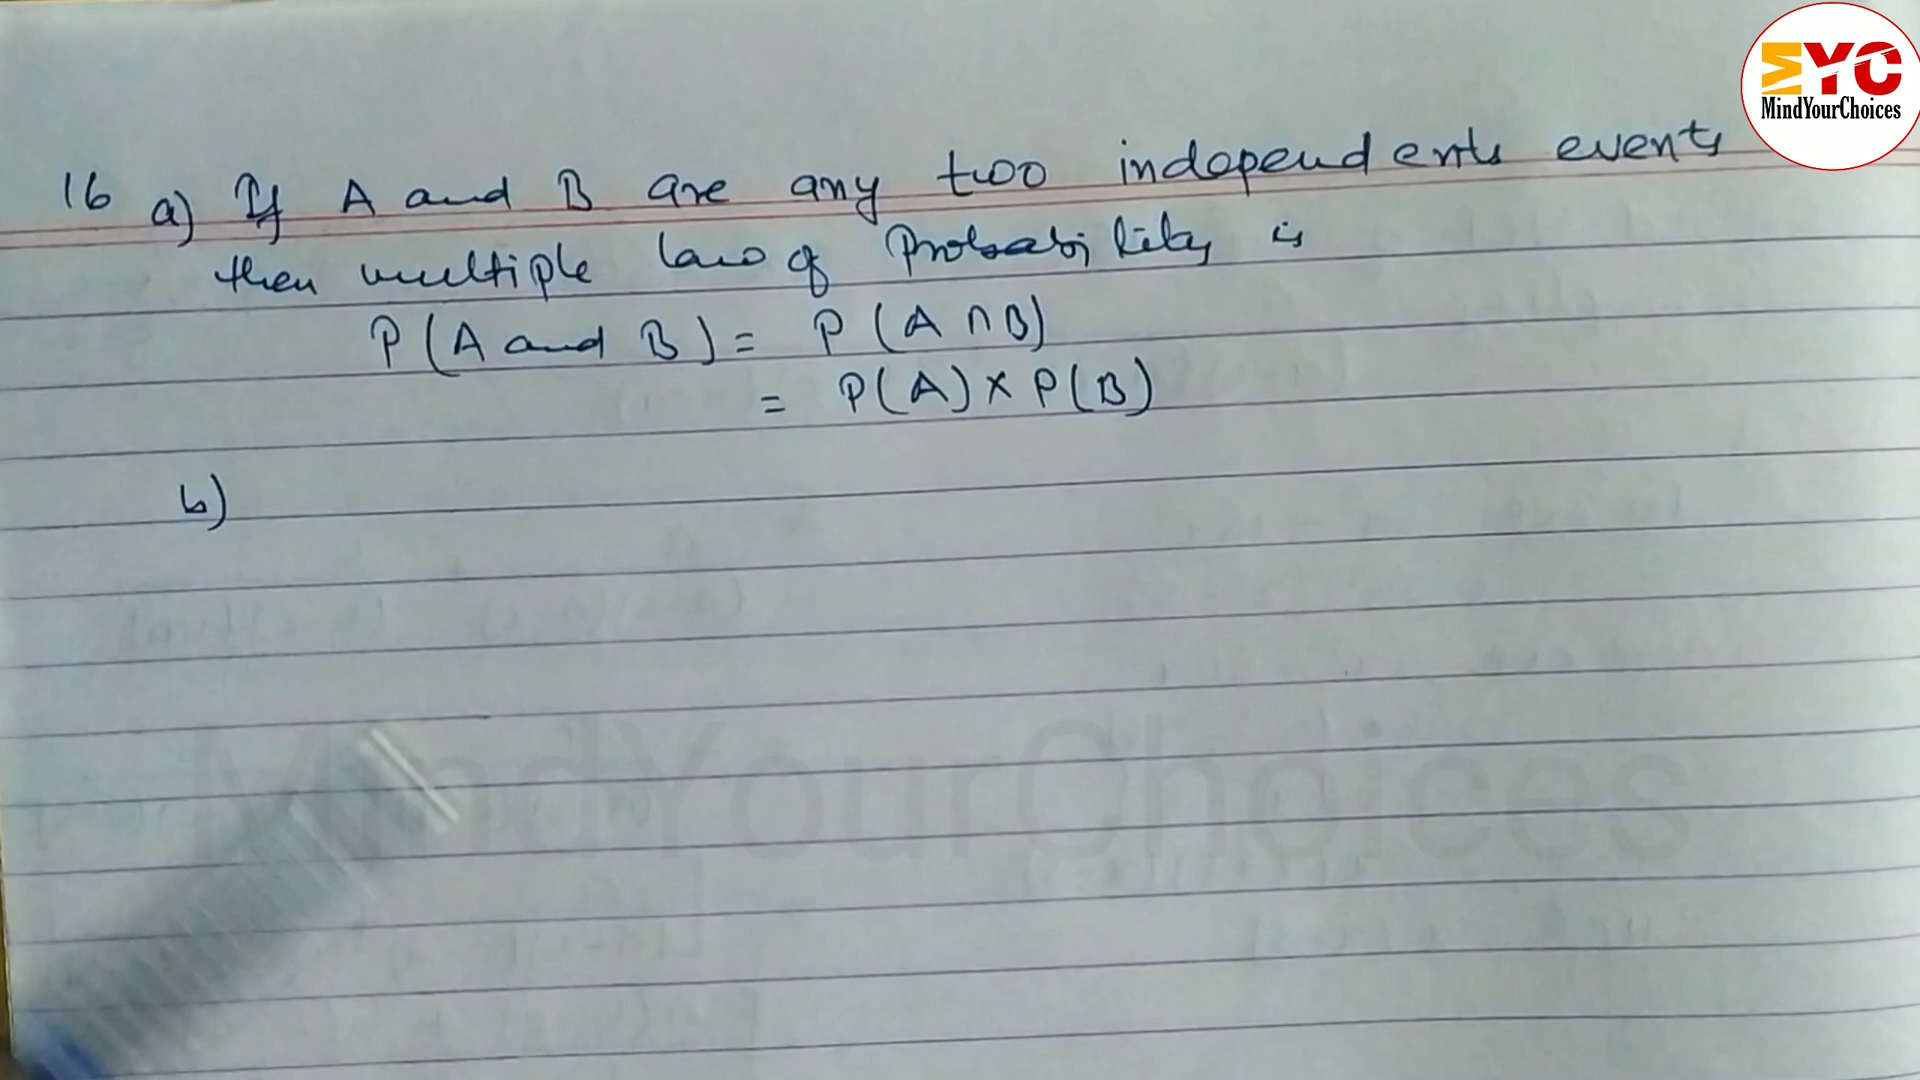 MYC
MindYourChoices
16 a) If A and B are any two independents events
then multiple law of Probability is
P(A and B) = P(A ∩ B)
= P(A) × P(B)
b)
MindYourChoices